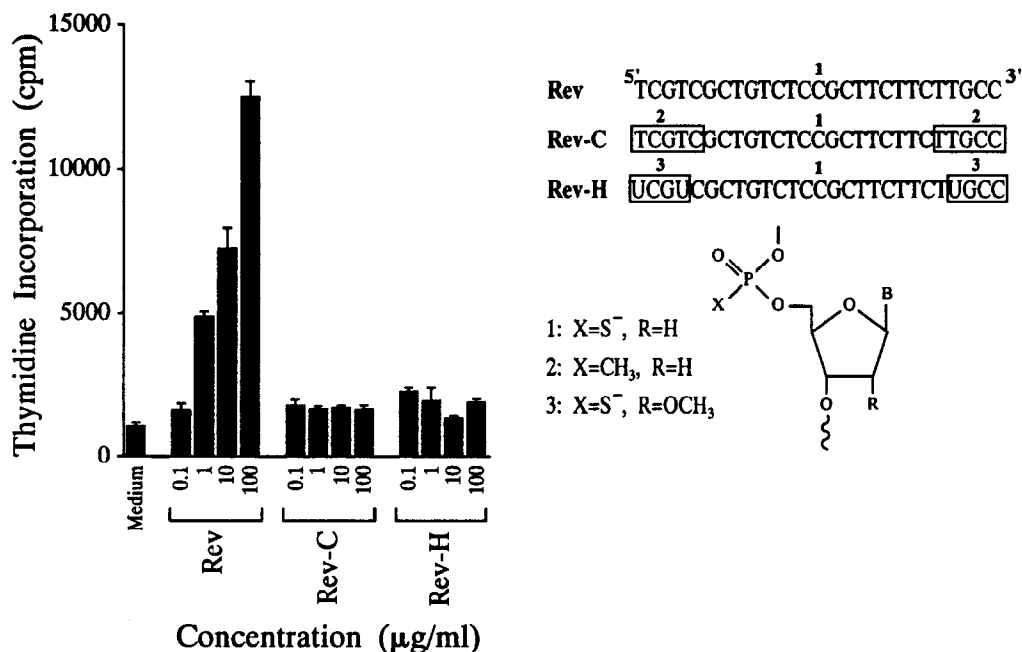 Thymidine Incorporation (cpm)
15000
10000
5000
0
Medium
0.1
1
10
100
0.1
1
10
100
0.1
1
10
100
Rev
Rev-C
Rev-H
Concentration (µg/ml)
1
Rev 5'TCGTCGCTGTCTCCGCTTCTTCTTGCC 3'
2 1 2
Rev-C TCGTCGCTGTCTCCGCTTCTTCTTGCC
3 1 3
Rev-H UCGUCGCTGTCTCCGCTTCTTCTUGCC
O
O
P
X
O
O
B
O
R
1: X=S⁻, R=H
2: X=CH₃, R=H
3: X=S⁻, R=OCH₃